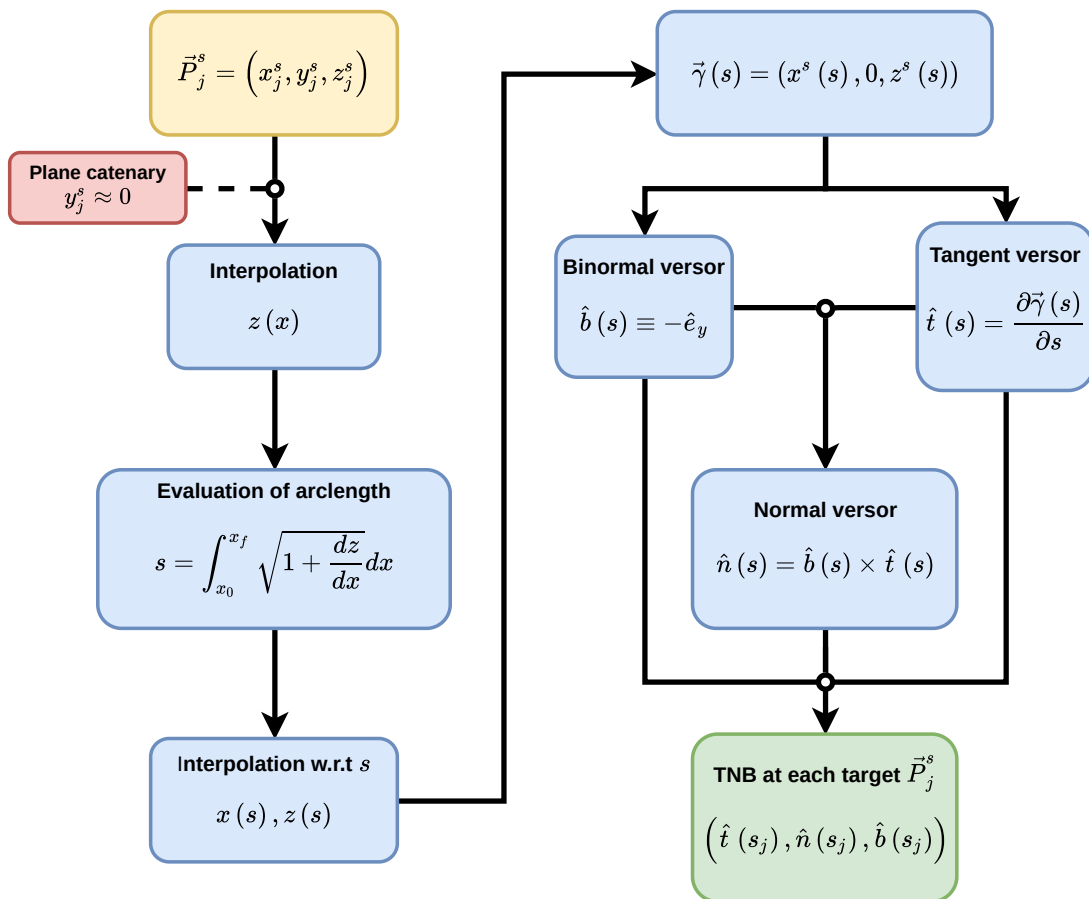 $\vec{P}_j^s = \left(x_j^s, y_j^s, z_j^s\right)$
Plane catenary
$y_j^s \approx 0$
Interpolation
$z\,(x)$
Evaluation of arclength
$s = \int_{x_0}^{x_f} \sqrt{1 + \frac{dz}{dx}} dx$
Interpolation w.r.t $s$
$x\,(s)\,, z\,(s)$
$\vec{\gamma}\,(s) = (x^s\,(s)\,, 0, z^s\,(s))$
Binormal versor
$\hat{b}\,(s) \equiv -\hat{e}_y$
Tangent versor
$\hat{t}\,(s) = \frac{\partial \vec{\gamma}\,(s)}{\partial s}$
Normal versor
$\hat{n}\,(s) = \hat{b}\,(s) \times \hat{t}\,(s)$
TNB at each target $\vec{P}_j^s$
$\left(\hat{t}\,(s_j)\,, \hat{n}\,(s_j)\,, \hat{b}\,(s_j)\right)$